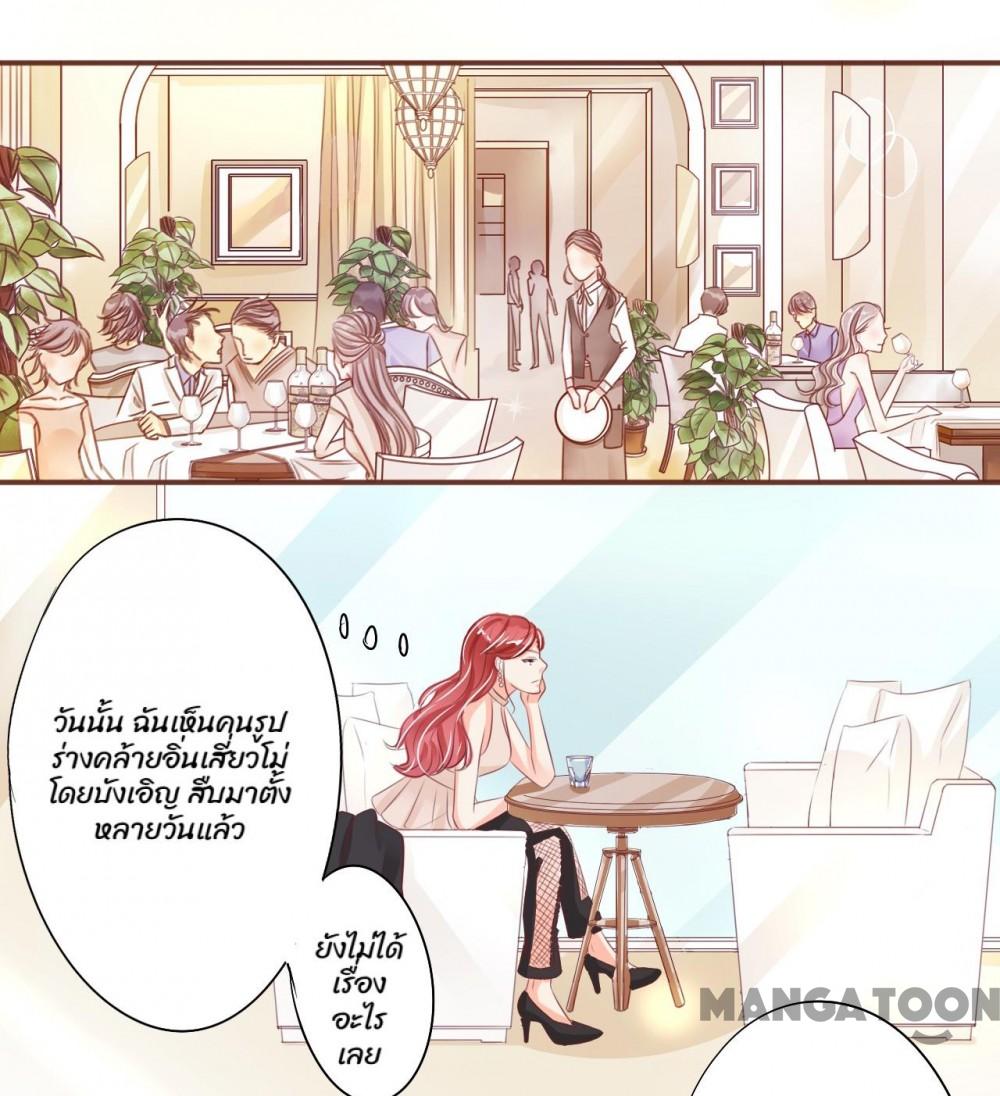 วันนั้น ฉันเห็นคนรูป
ร่างคล้ายอิ่นเสี่ยวโม่
โดยบังเอิญ สืบมาตั้ง
หลายวันแล้ว
ยังไม่ได้
เรื่อง
อะไร
เลย
MANGATOON